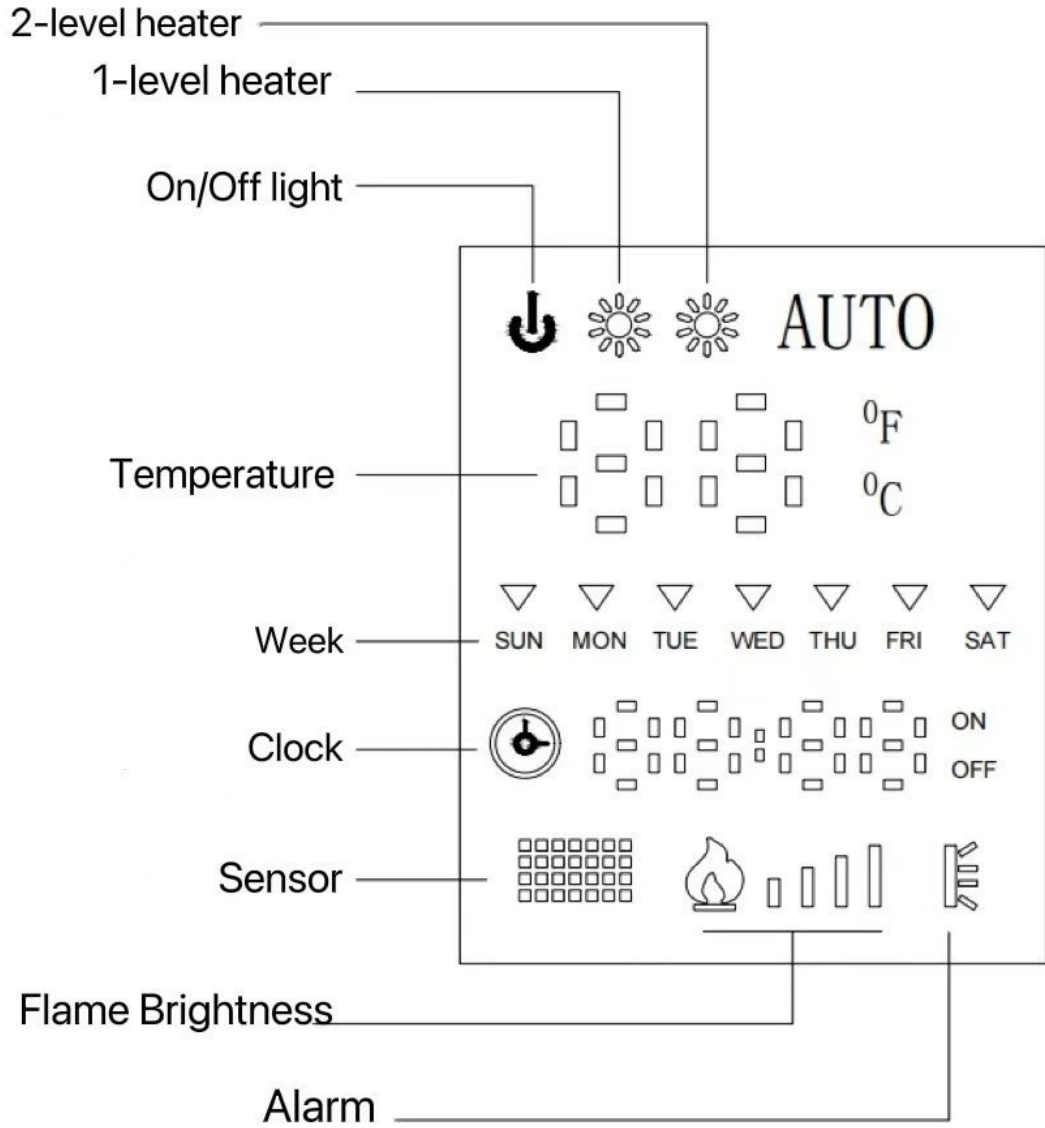 2-level heater
1-level heater
On/Off light
AUTO
⁰F
Temperature
⁰C
Week
SUN MON TUE WED THU FRI SAT
Clock
ON
OFF
Sensor
Flame Brightness
Alarm